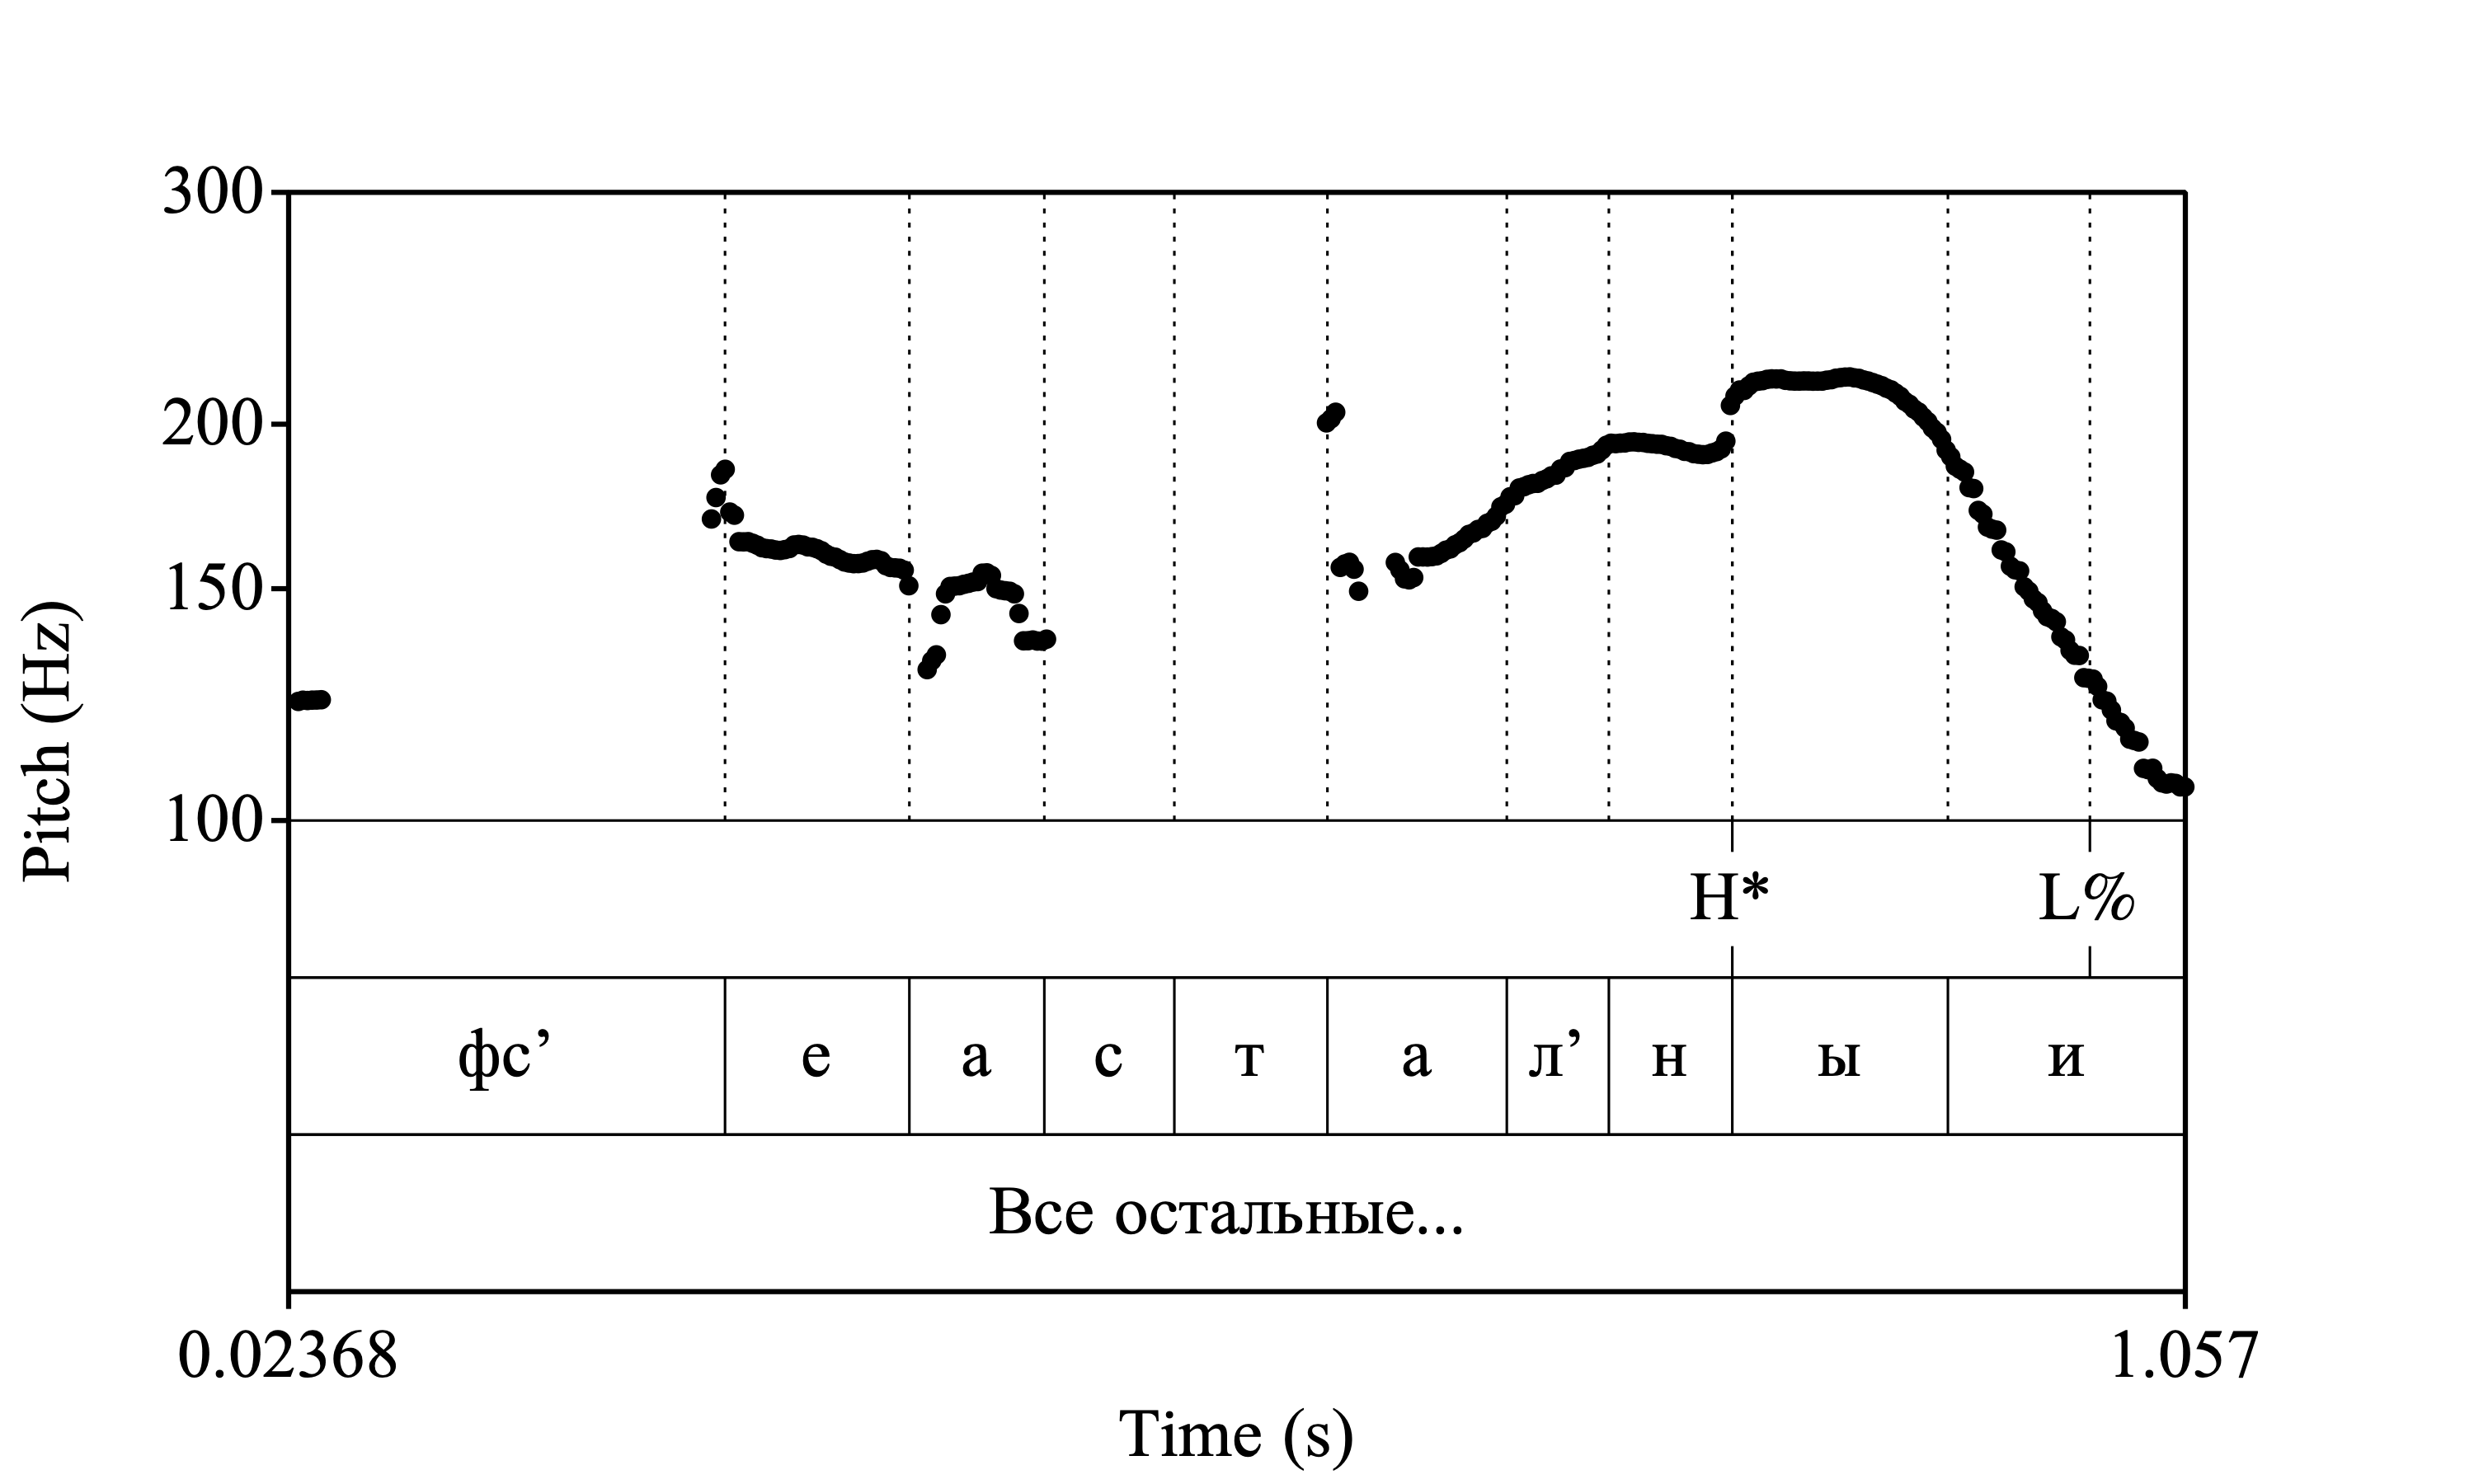 300
200
150
100
Pitch (Hz)
H* L%
фс’ е а с т а л’ н ы и
Все остальные...
0.02368 1.057
Time (s)